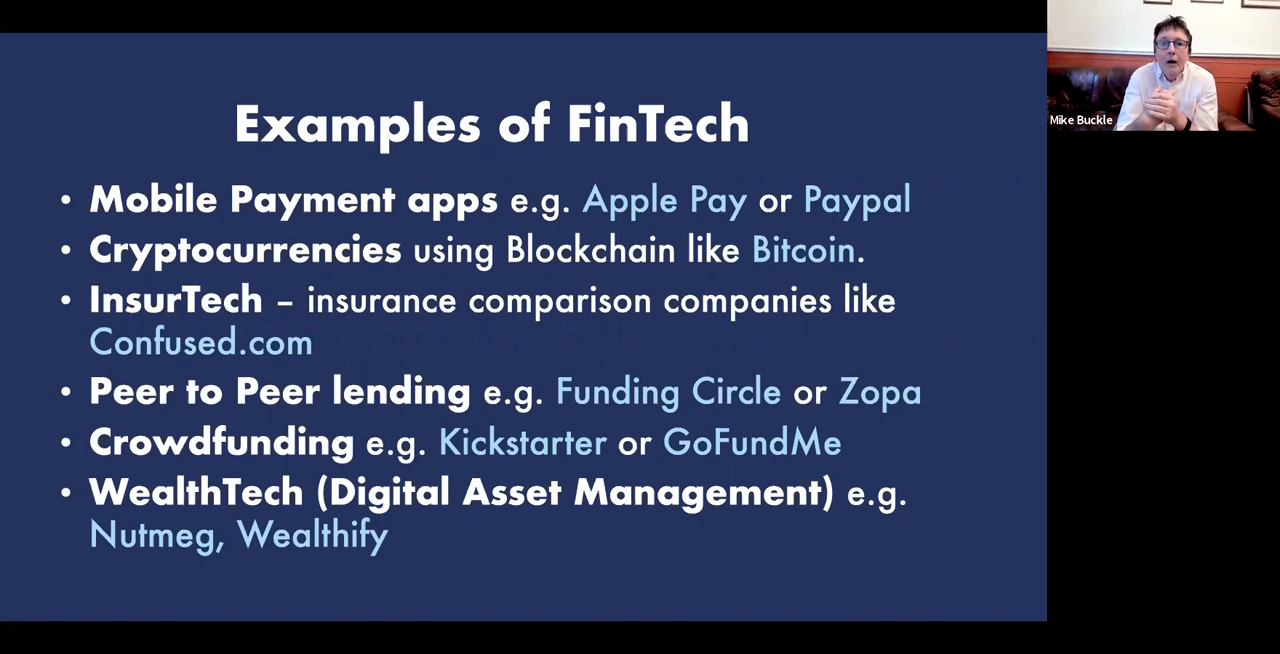 Examples of FinTech
• Mobile Payment apps e.g. Apple Pay or Paypal
• Cryptocurrencies using Blockchain like Bitcoin.
• InsurTech – insurance comparison companies like
Confused.com
• Peer to Peer lending e.g. Funding Circle or Zopa
• Crowdfunding e.g. Kickstarter or GoFundMe
• WealthTech (Digital Asset Management) e.g.
Nutmeg, Wealthify
Mike Buckle